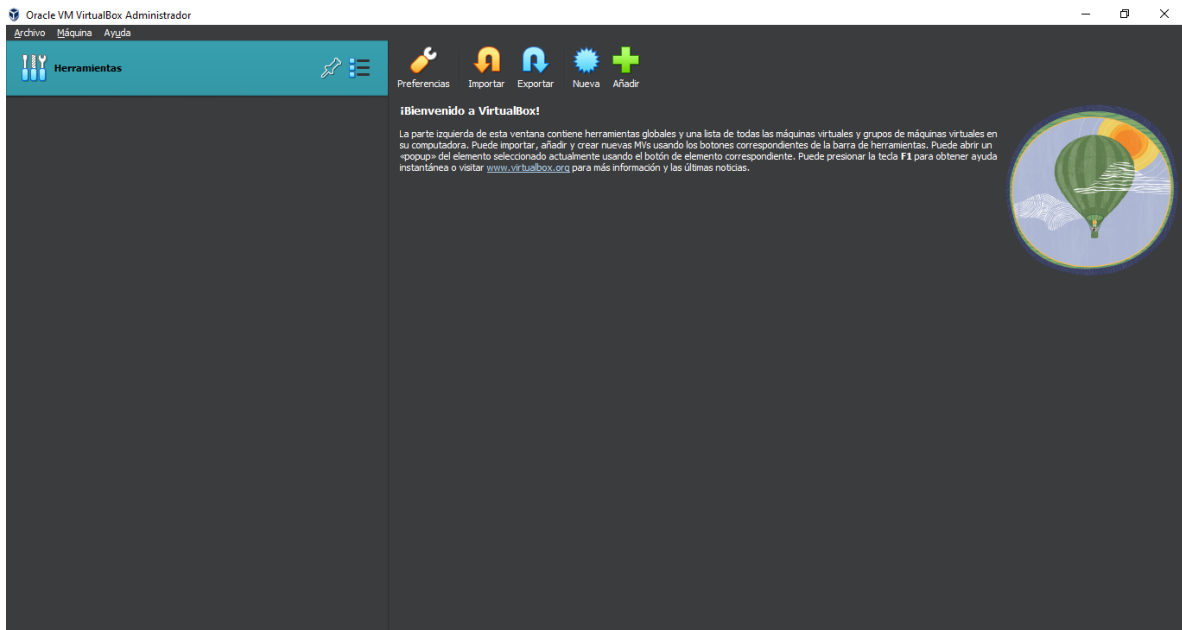 Oracle VM VirtualBox Administrador
Archivo Máquina Ayuda
Herramientas
Preferencias Importar Exportar Nueva Añadir
¡Bienvenido a VirtualBox!
La parte izquierda de esta ventana contiene herramientas globales y una lista de todas las máquinas virtuales y grupos de máquinas virtuales en
su computadora. Puede importar, añadir y crear nuevas MVs usando los botones correspondientes de la barra de herramientas. Puede abrir un
«popup» del elemento seleccionado actualmente usando el botón de elemento correspondiente. Puede presionar la tecla F1 para obtener ayuda
instantánea o visitar www.virtualbox.org para más información y las últimas noticias.